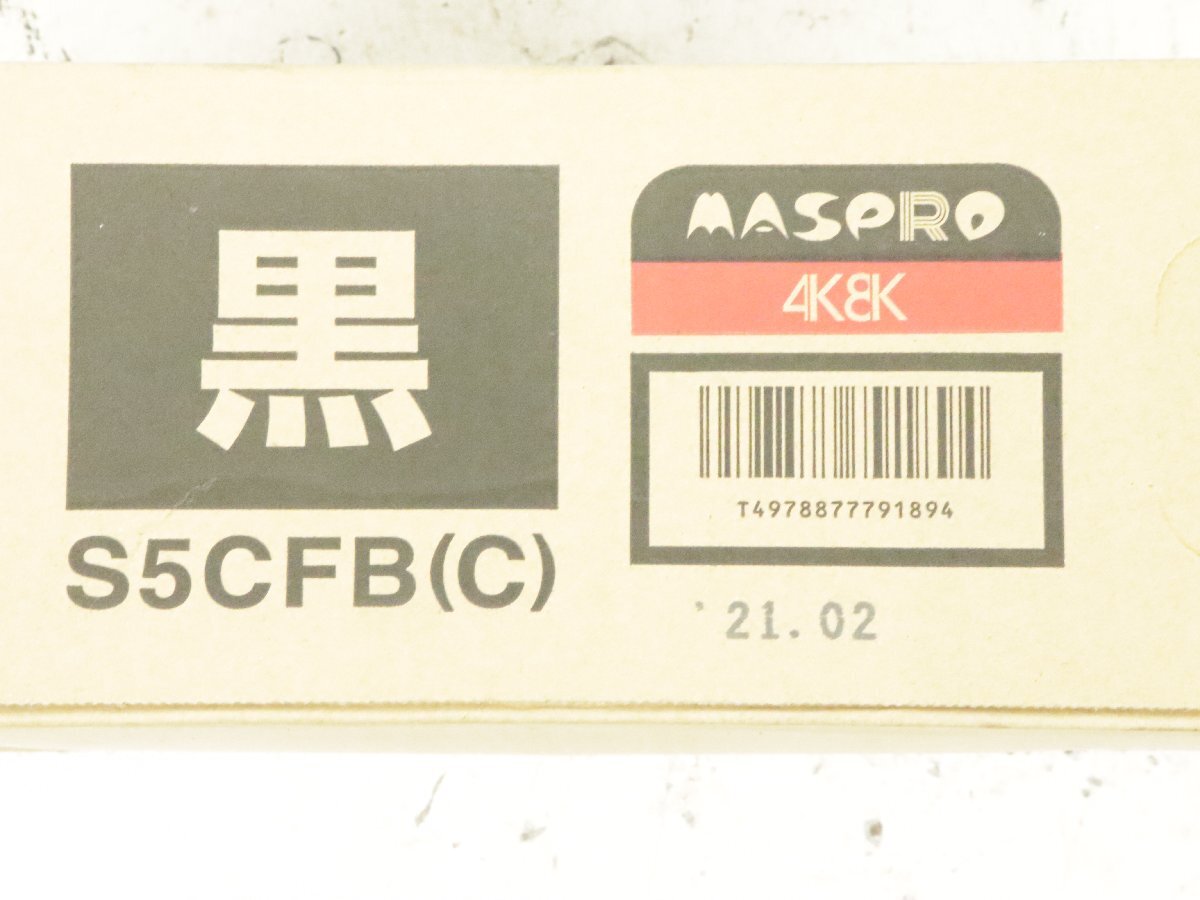 黒
S5CFB(C)
MASPRO
4K8K
T4978877791894
'21.02